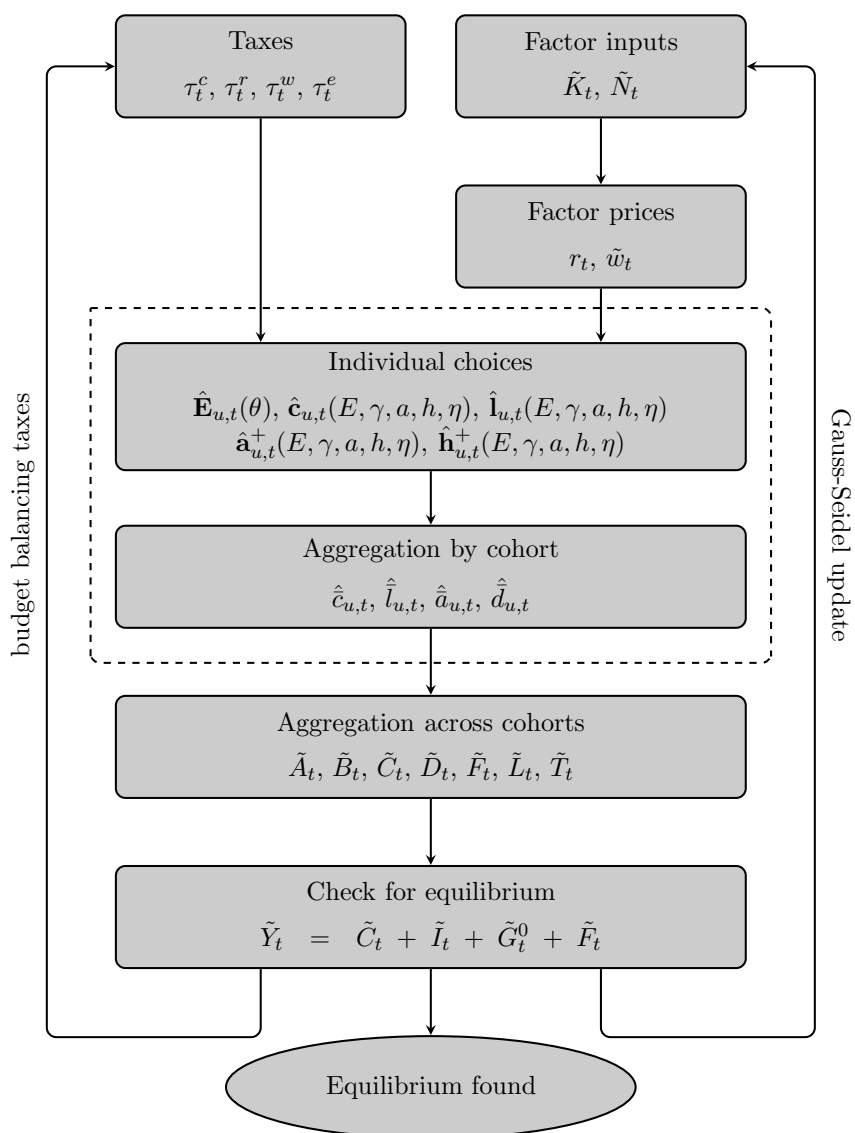 Taxes
τ_t^c, τ_t^r, τ_t^w, τ_t^e
Factor inputs
K̃_t, Ñ_t
Factor prices
r_t, w̃_t
Individual choices
𝐄̂_{u,t}(θ), 𝐜̂_{u,t}(E, γ, a, h, η), 𝐥̂_{u,t}(E, γ, a, h, η)
𝐚̂^+_{u,t}(E, γ, a, h, η), 𝐡̂^+_{u,t}(E, γ, a, h, η)
Aggregation by cohort
c̄̂_{u,t}, l̄̂_{u,t}, ā̂_{u,t}, d̄̂_{u,t}
Aggregation across cohorts
Ã_t, B̃_t, C̃_t, D̃_t, F̃_t, L̃_t, T̃_t
Check for equilibrium
Ỹ_t = C̃_t + Ĩ_t + G̃_t^0 + F̃_t
Equilibrium found
budget balancing taxes
Gauss-Seidel update